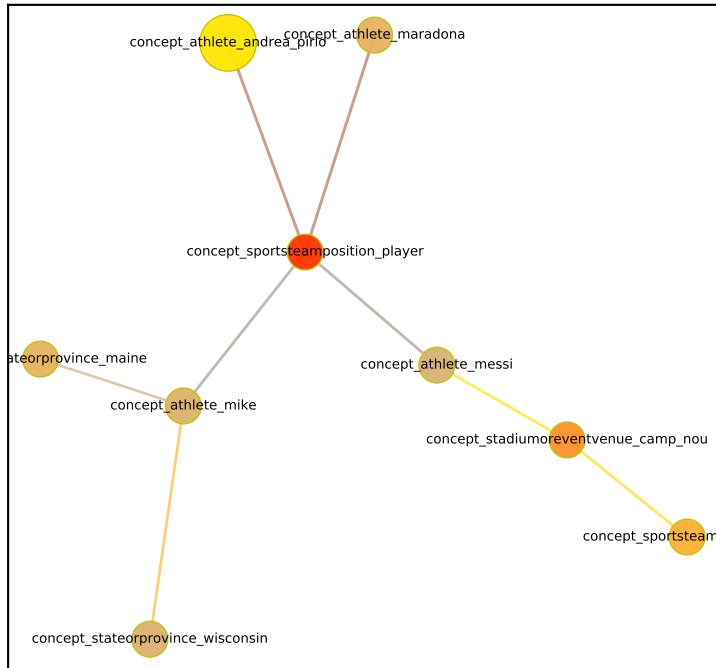 concept_athlete_maradona
concept_athlete_andrea_pirlo
concept_sportsteamposition_player
ateorprovince_maine
concept_athlete_messi
concept_athlete_mike
concept_stadiumoreventvenue_camp_nou
concept_sportsteam
concept_stateorprovince_wisconsin